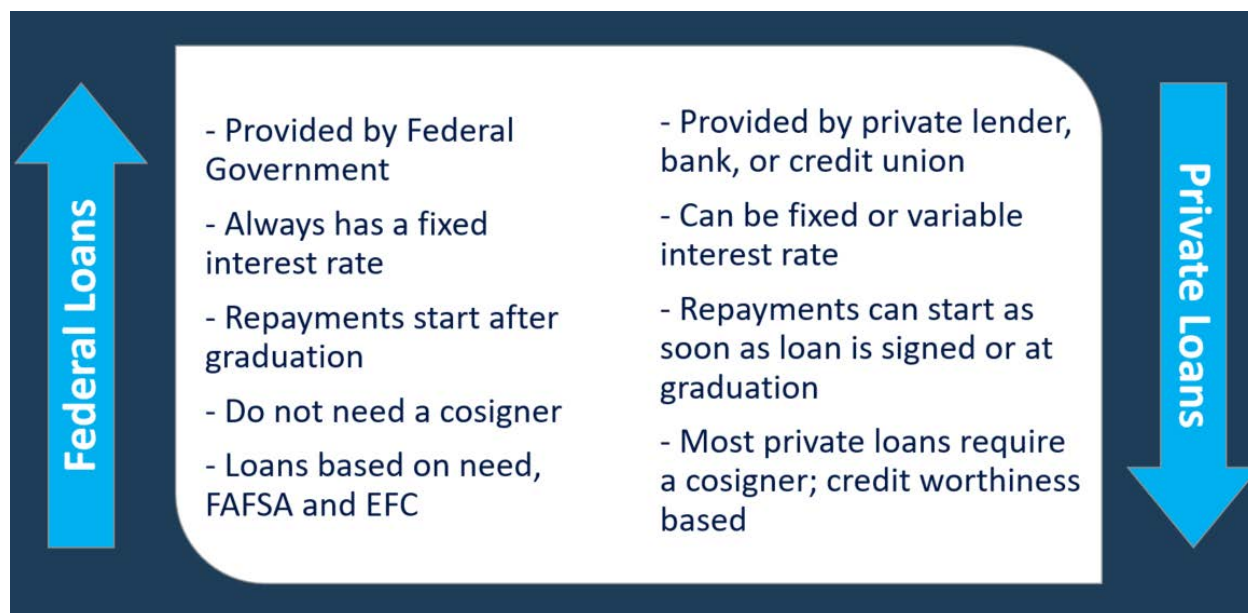 Federal Loans
- Provided by Federal
Government
- Always has a fixed
interest rate
- Repayments start after
graduation
- Do not need a cosigner
- Loans based on need,
FAFSA and EFC
- Provided by private lender,
bank, or credit union
- Can be fixed or variable
interest rate
- Repayments can start as
soon as loan is signed or at
graduation
- Most private loans require
a cosigner; credit worthiness
based
Private Loans